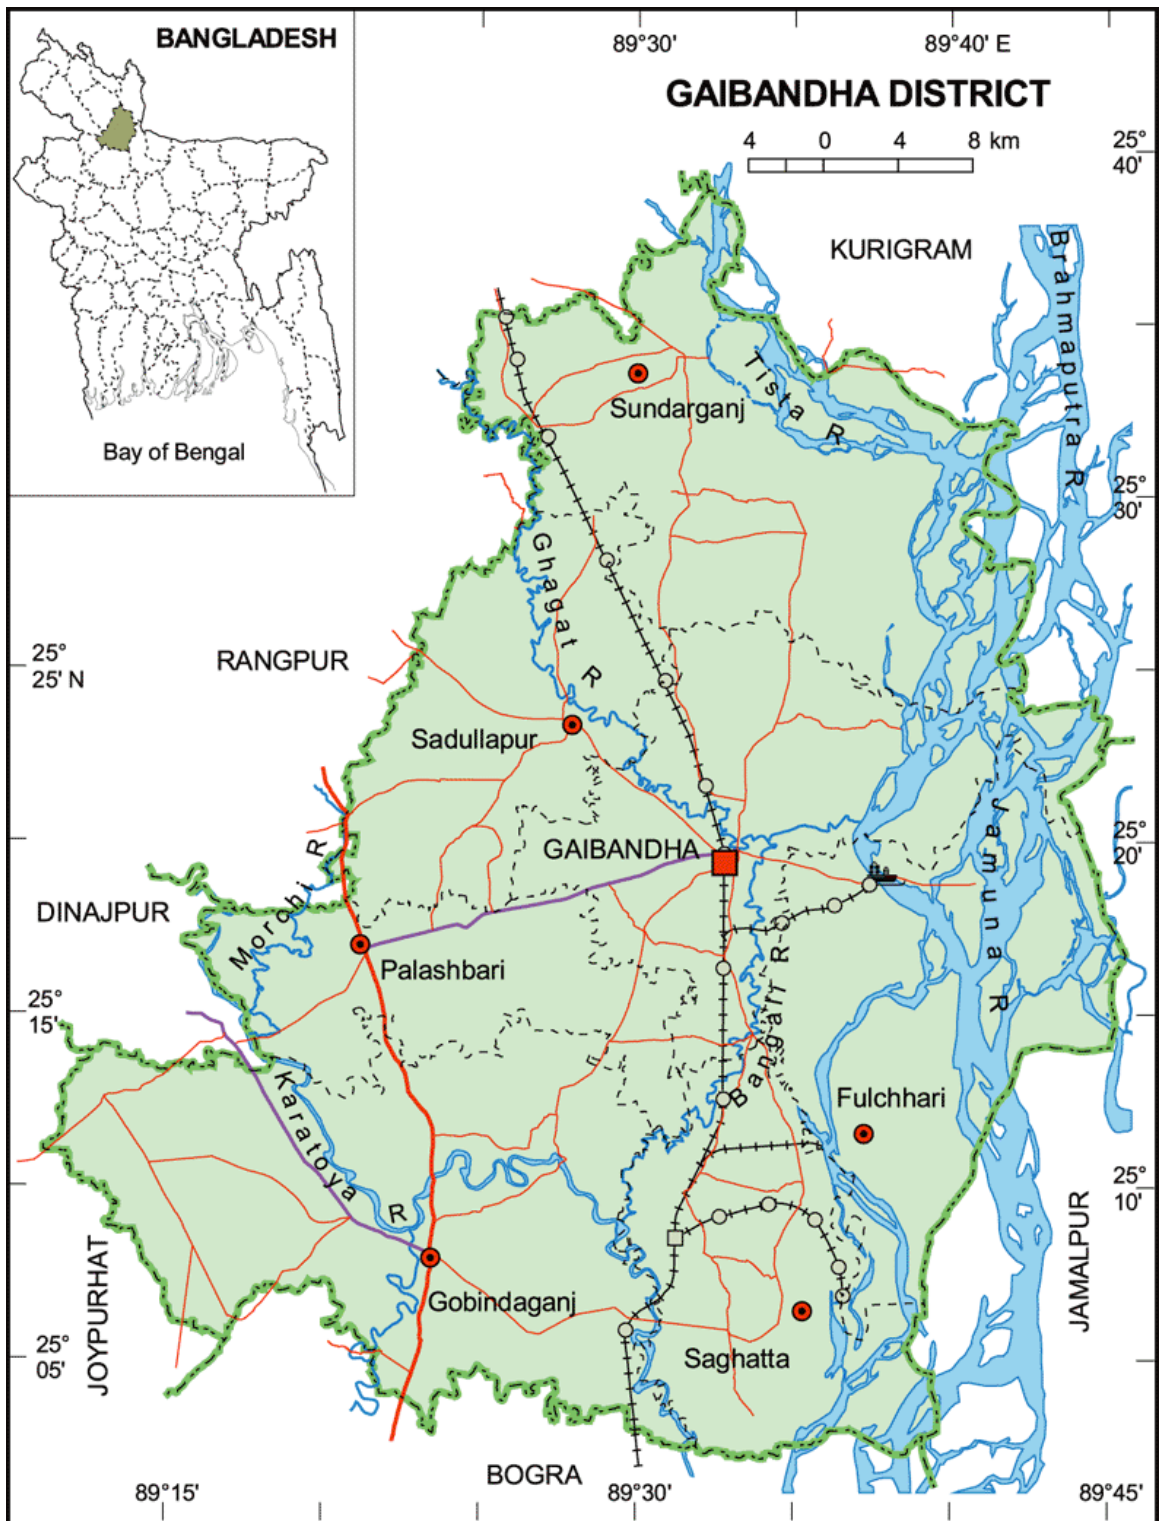 BANGLADESH
Bay of Bengal
89°30'
89°40' E
GAIBANDHA DISTRICT
4 0 4 8 km
25°
40'
KURIGRAM
Brahmaputra R
Tista R
Sundarganj
25°
30'
Ghagat R
25°
25' N
RANGPUR
Sadullapur
GAIBANDHA
25°
20'
Jamuna R
DINAJPUR
Morchi R
Palashbari
25°
15'
Bangali R
Fulchhari
Karatoya R
25°
10'
JOYPURHAT
JAMALPUR
Gobindaganj
25°
05'
Saghatta
BOGRA
89°15'
89°30'
89°45'